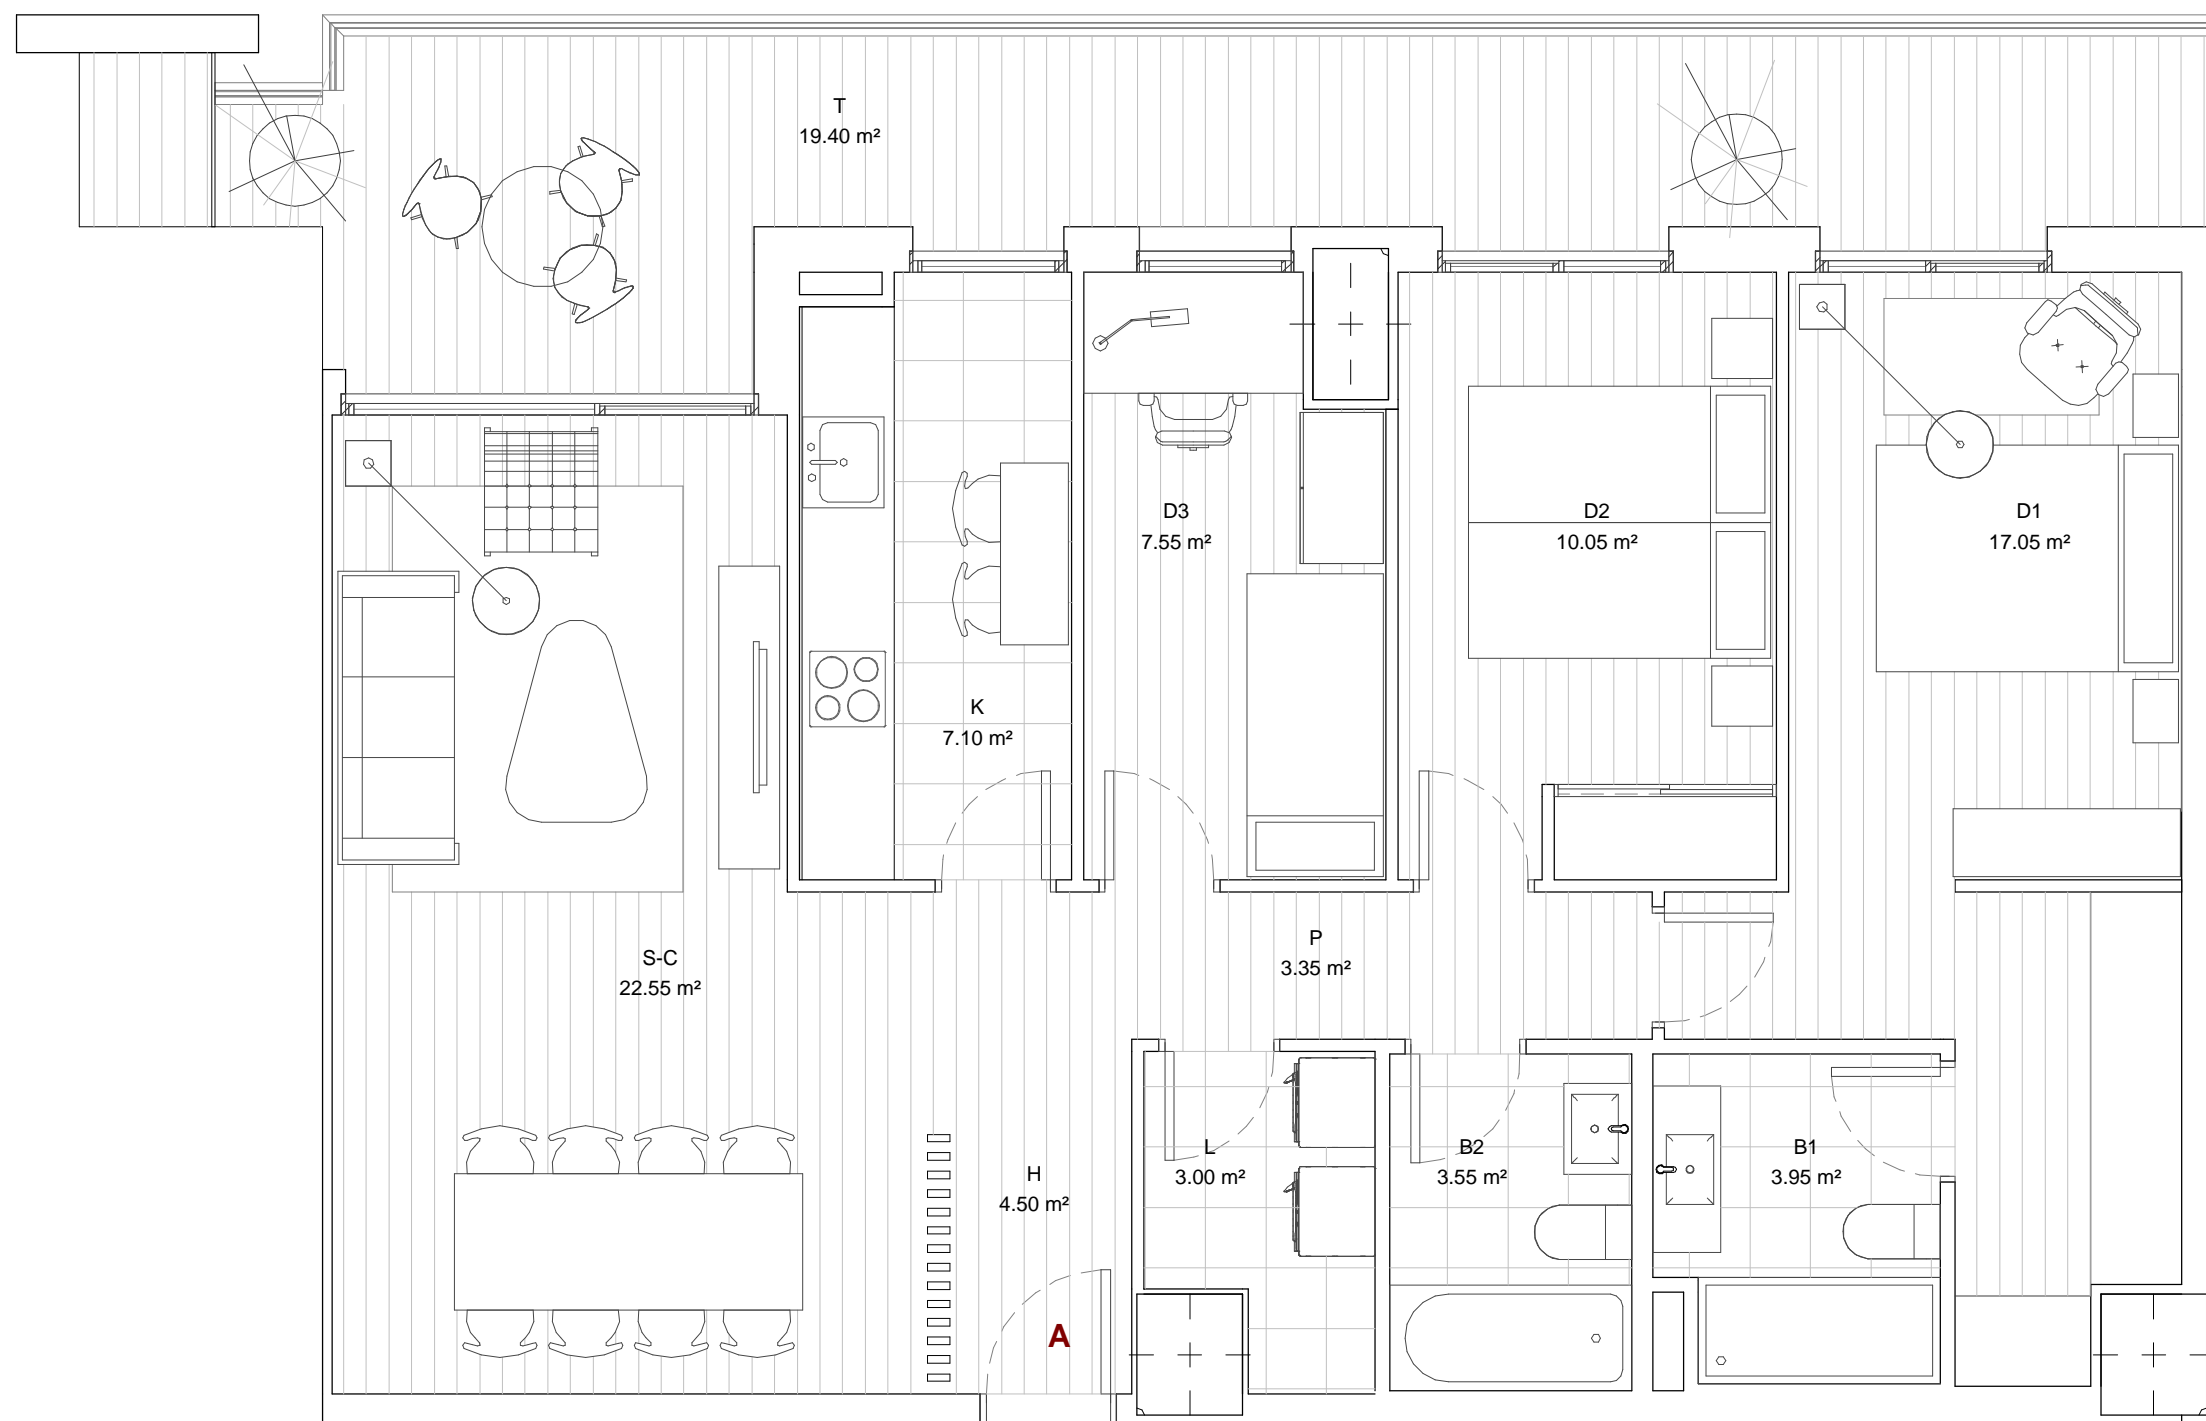 T
19.40 m²
D3
7.55 m²
D2
10.05 m²
D1
17.05 m²
K
7.10 m²
S-C
22.55 m²
P
3.35 m²
H
4.50 m²
L
3.00 m²
B2
3.55 m²
B1
3.95 m²
A